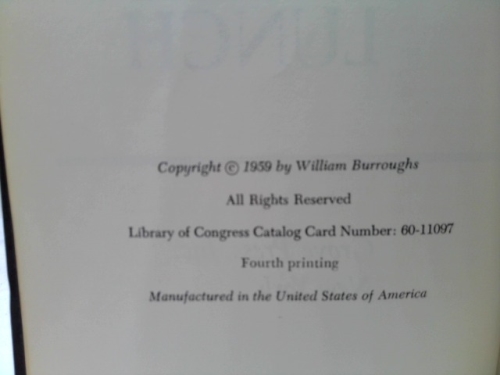 LUNCH
Copyright © 1959 by William Burroughs
All Rights Reserved
Library of Congress Catalog Card Number: 60-11097
Fourth printing
Manufactured in the United States of America